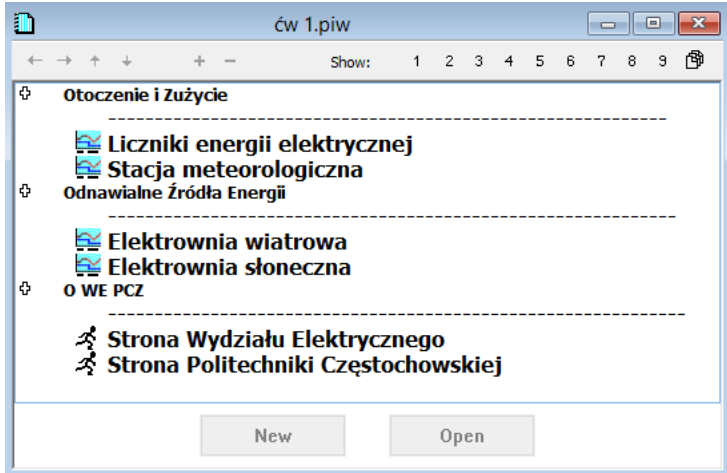 ćw 1.piw
Show: 1 2 3 4 5 6 7 8 9
Otoczenie i Zużycie
------------------------------------------------------------
Liczniki energii elektrycznej
Stacja meteorologiczna
Odnawialne Źródła Energii
-------------------------------------------------------------
Elektrownia wiatrowa
Elektrownia słoneczna
O WE PCZ
--------------------------------------------------------------
Strona Wydziału Elektrycznego
Strona Politechniki Częstochowskiej
New Open